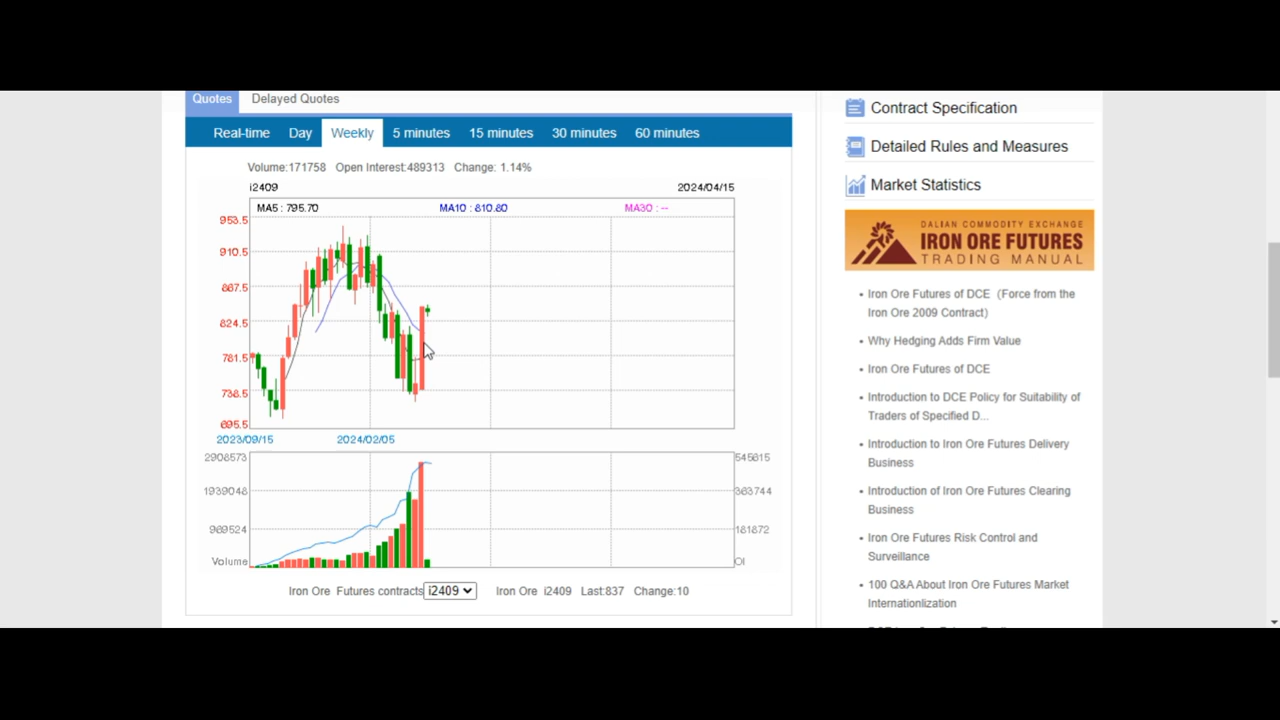 Quotes Delayed Quotes
Real-time Day Weekly 5 minutes 15 minutes 30 minutes 60 minutes
Volume:171758 Open Interest:489313 Change: 1.14%
i2409 2024/04/15
MA5 : 795.70 MA10 : 810.80 MA30 : --
953.5
910.5
867.5
824.5
781.5
738.5
695.5
2023/09/15 2024/02/05
2908573 545615
1939048 363744
969524 181872
Volume OI
Iron Ore Futures contracts i2409 Iron Ore i2409 Last:837 Change:10
Contract Specification
Detailed Rules and Measures
Market Statistics
DALIAN COMMODITY EXCHANGE
IRON ORE FUTURES
TRADING MANUAL
Iron Ore Futures of DCE (Force from the
Iron Ore 2009 Contract)
Why Hedging Adds Firm Value
Iron Ore Futures of DCE
Introduction to DCE Policy for Suitability of
Traders of Specified D...
Introduction to Iron Ore Futures Delivery
Business
Introduction of Iron Ore Futures Clearing
Business
Iron Ore Futures Risk Control and
Surveillance
100 Q&A About Iron Ore Futures Market
Internationlization